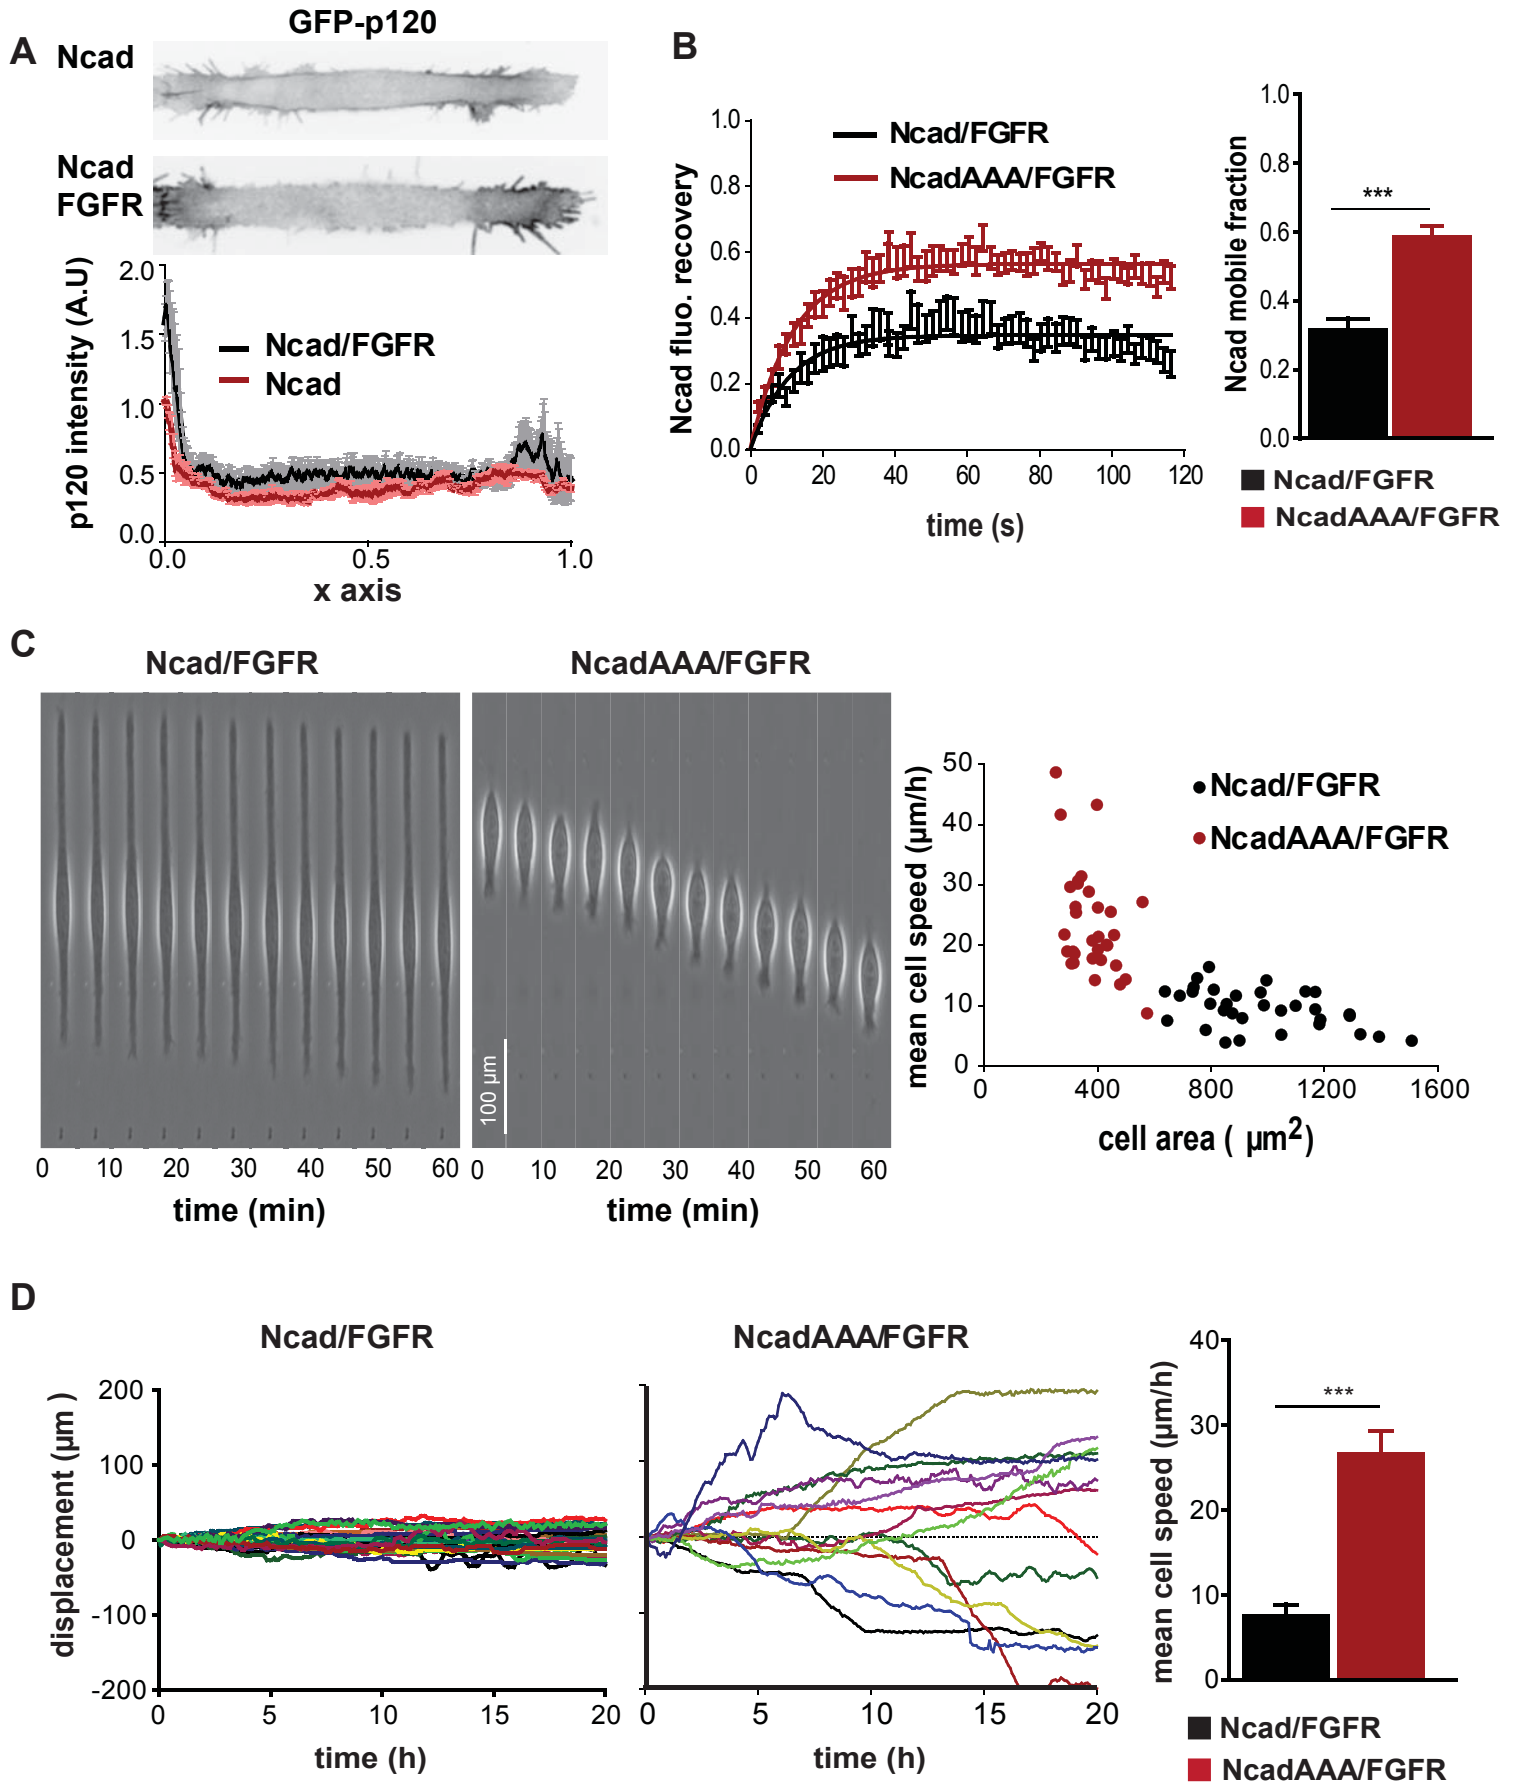 A
GFP-p120
Ncad
Ncad
FGFR
p120 intensity (A.U)
2.0
1.5
1.0
0.5
0.0
Ncad/FGFR
Ncad
0.0 0.5 1.0
x axis
B
Ncad fluo. recovery
1.0
0.8
0.6
0.4
0.2
0.0
Ncad/FGFR
NcadAAA/FGFR
0 20 40 60 80 100 120
time (s)
Ncad mobile fraction
1.0
0.8
0.6
0.4
0.2
0.0
***
Ncad/FGFR
NcadAAA/FGFR
C
Ncad/FGFR
0 10 20 30 40 50 60
time (min)
NcadAAA/FGFR
100 µm
0 10 20 30 40 50 60
time (min)
mean cell speed (µm/h)
50
40
30
20
10
0
Ncad/FGFR
NcadAAA/FGFR
0 400 800 1200 1600
cell area ( µm2)
D
Ncad/FGFR
displacement (µm )
200
100
0
-100
-200
0 5 10 15 20
time (h)
NcadAAA/FGFR
0 5 10 15 20
time (h)
mean cell speed (µm/h)
40
30
20
10
0
***
Ncad/FGFR
NcadAAA/FGFR